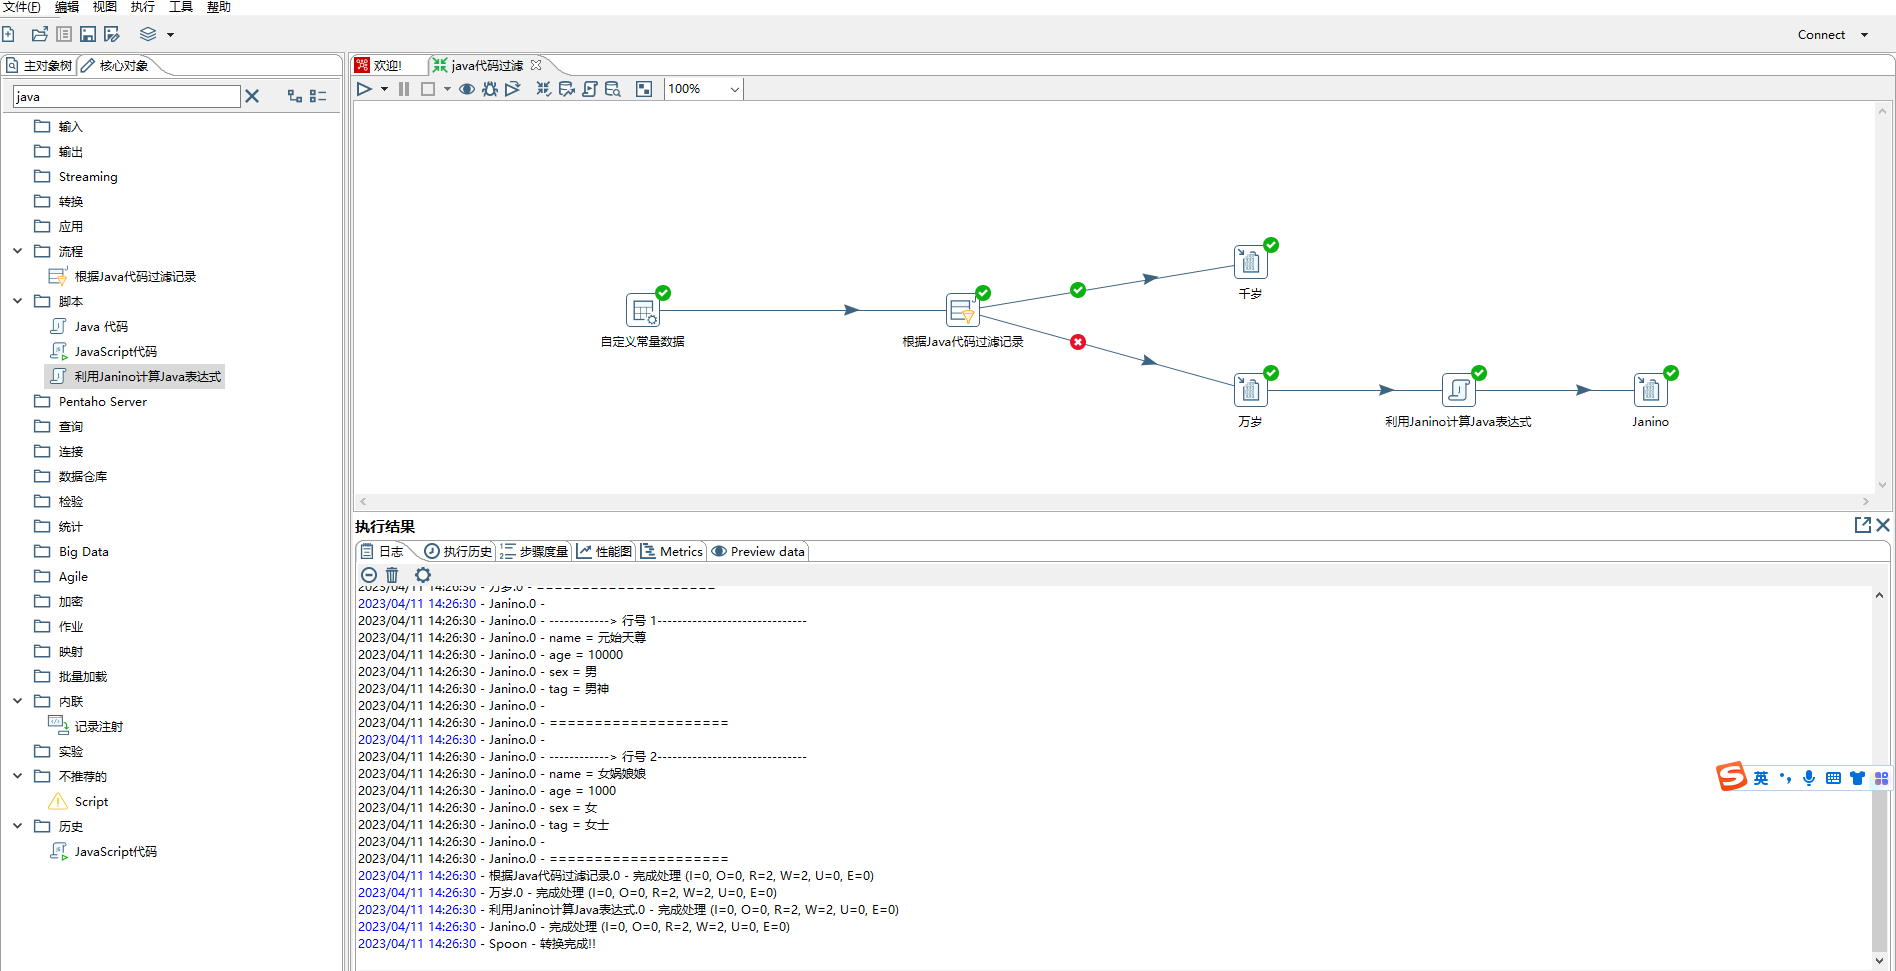 文件(F) 编辑 视图 执行 工具 帮助
Connect
主对象树 核心对象
欢迎! java代码过滤
java
100%
输入
输出
Streaming
转换
应用
流程
根据Java代码过滤记录
脚本
Java 代码
JavaScript代码
利用Janino计算Java表达式
Pentaho Server
查询
连接
数据仓库
检验
统计
Big Data
Agile
加密
作业
映射
批量加载
内联
记录注射
实验
不推荐的
Script
历史
JavaScript代码
千岁
自定义常量数据
根据Java代码过滤记录
万岁
利用Janino计算Java表达式
Janino
执行结果
日志 执行历史 步骤度量 性能图 Metrics Preview data
2023/04/11 14:26:30 - 万岁.0 - ====================
2023/04/11 14:26:30 - Janino.0 -
2023/04/11 14:26:30 - Janino.0 - ------------> 行号 1------------------------------
2023/04/11 14:26:30 - Janino.0 - name = 元始天尊
2023/04/11 14:26:30 - Janino.0 - age = 10000
2023/04/11 14:26:30 - Janino.0 - sex = 男
2023/04/11 14:26:30 - Janino.0 - tag = 男神
2023/04/11 14:26:30 - Janino.0 -
2023/04/11 14:26:30 - Janino.0 - ====================
2023/04/11 14:26:30 - Janino.0 -
2023/04/11 14:26:30 - Janino.0 - ------------> 行号 2------------------------------
2023/04/11 14:26:30 - Janino.0 - name = 女娲娘娘
2023/04/11 14:26:30 - Janino.0 - age = 1000
2023/04/11 14:26:30 - Janino.0 - sex = 女
2023/04/11 14:26:30 - Janino.0 - tag = 女士
2023/04/11 14:26:30 - Janino.0 -
2023/04/11 14:26:30 - Janino.0 - ====================
2023/04/11 14:26:30 - 根据Java代码过滤记录.0 - 完成处理 (I=0, O=0, R=2, W=2, U=0, E=0)
2023/04/11 14:26:30 - 万岁.0 - 完成处理 (I=0, O=0, R=2, W=2, U=0, E=0)
2023/04/11 14:26:30 - 利用Janino计算Java表达式.0 - 完成处理 (I=0, O=0, R=2, W=2, U=0, E=0)
2023/04/11 14:26:30 - Janino.0 - 完成处理 (I=0, O=0, R=2, W=2, U=0, E=0)
2023/04/11 14:26:30 - Spoon - 转换完成!!
英